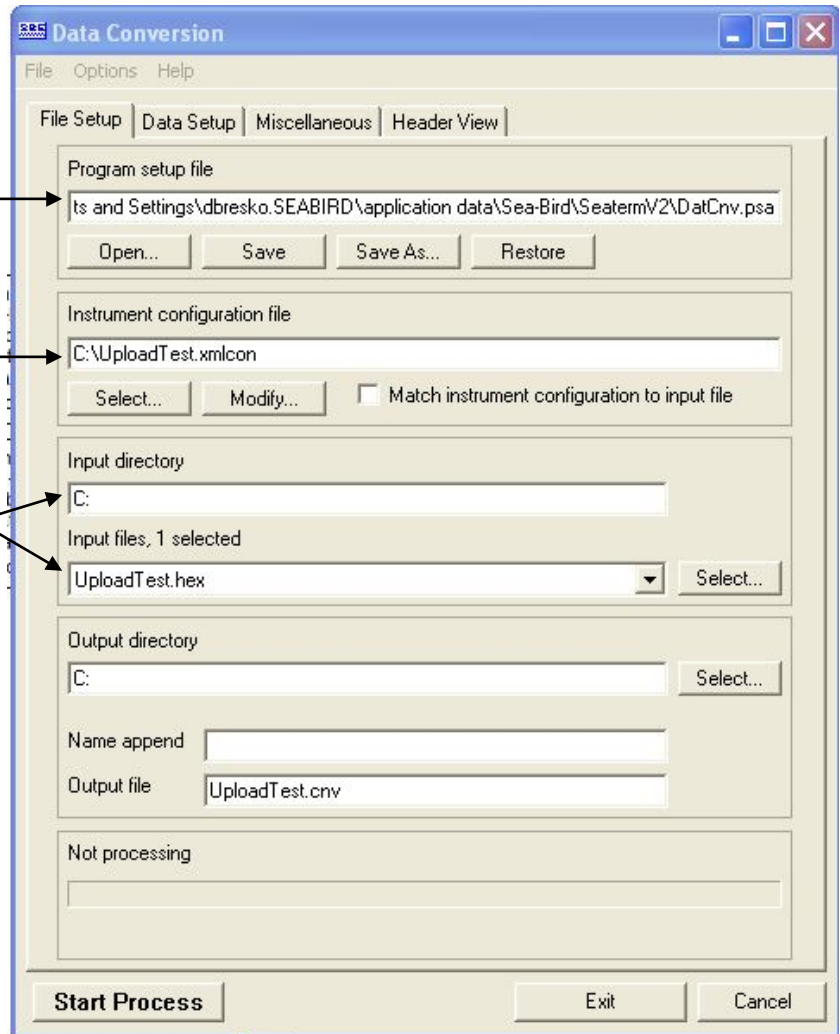 SBE Data Conversion
File Options Help
File Setup Data Setup Miscellaneous Header View
Program setup file
ts and Settings\dbresko.SEABIRD\application data\Sea-Bird\SeatermV2\DatCnv.psa
Open... Save Save As... Restore
Instrument configuration file
C:\UploadTest.xmlcon
Select... Modify... Match instrument configuration to input file
Input directory
C:
Input files, 1 selected
UploadTest.hex Select...
Output directory
C: Select...
Name append
Output file UploadTest.cnv
Not processing
Start Process Exit Cancel